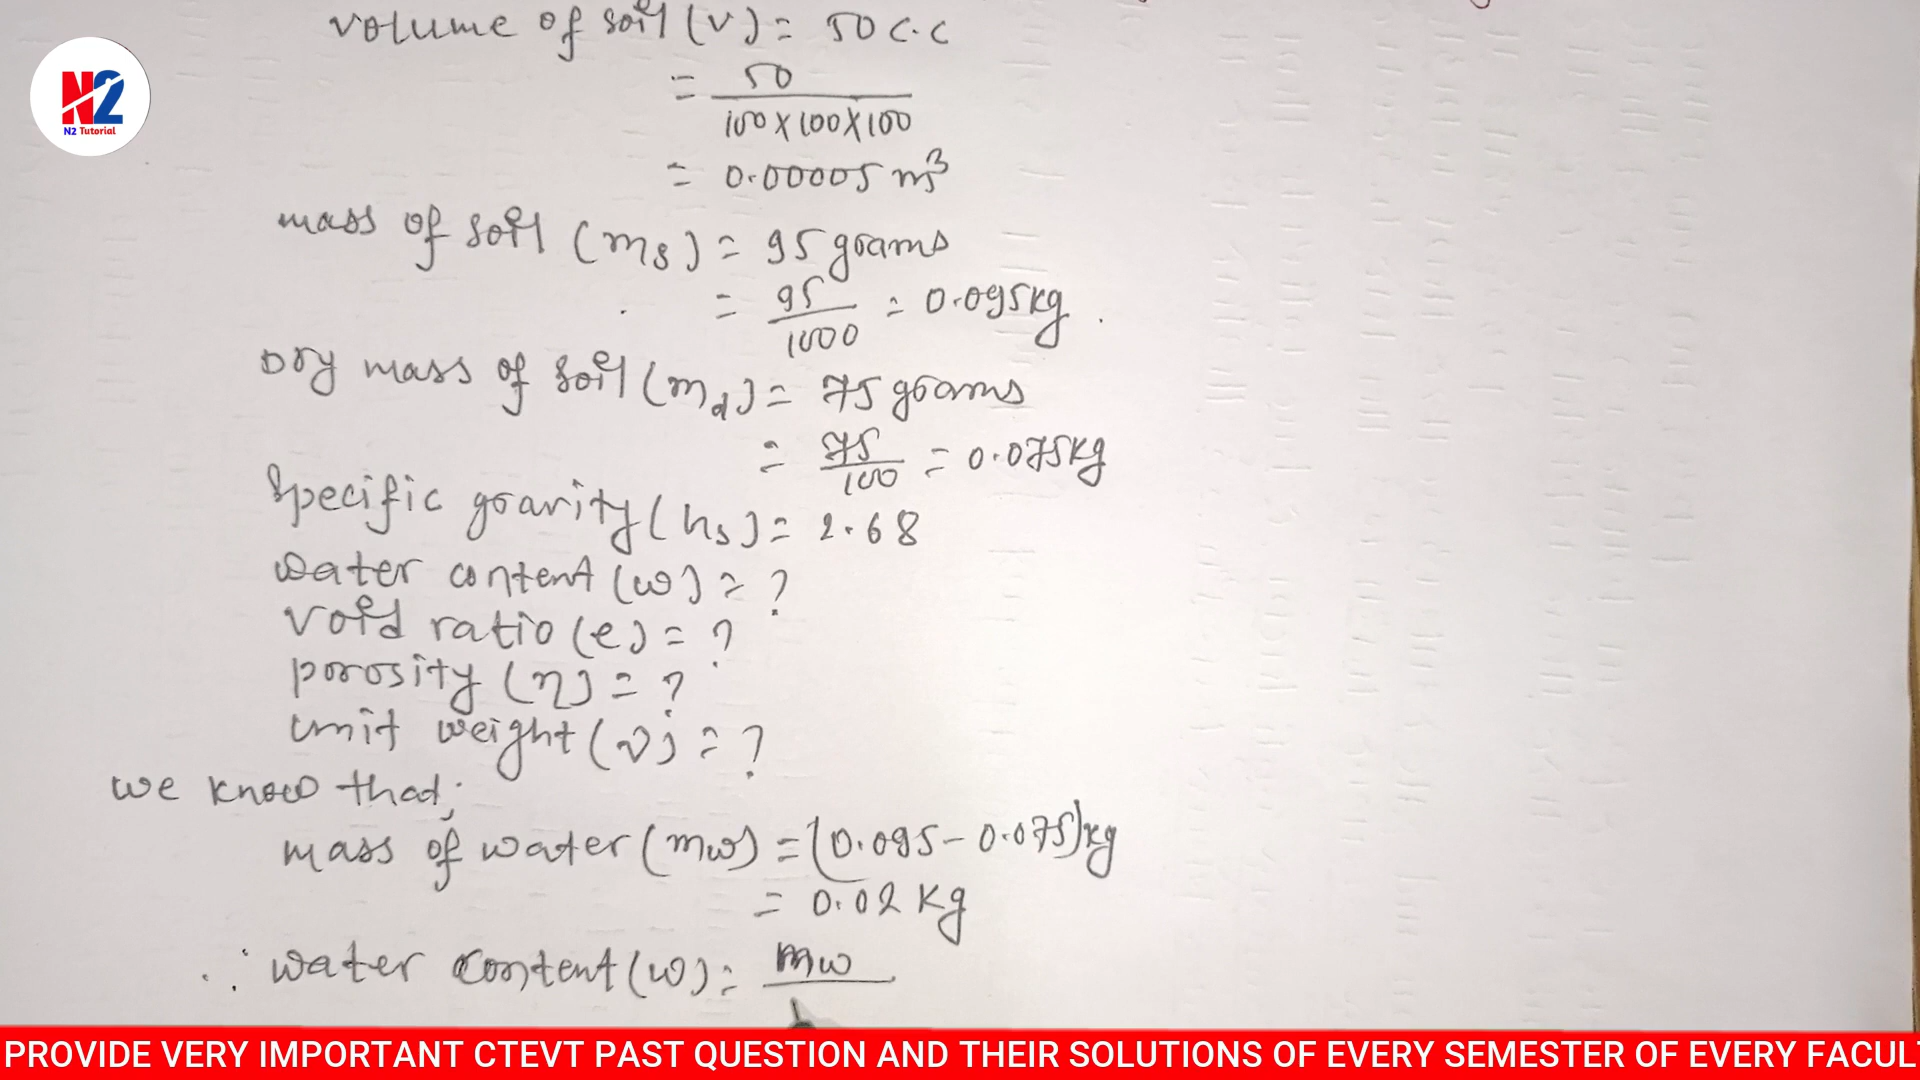 volume of soil (v) = 50 c.c
= 50
100 x 100 x 100
= 0.00005 m³
N2
N2 Tutorial
mass of soil (ms) = 95 grams
= 95/1000 = 0.095kg.
Dry mass of soil (md) = 75 grams
= 75/100 = 0.075kg
Specific gravity (hs) = 2.68
water content (w) = ?
void ratio (e) = ?
porosity (η) = ?
unit weight (γ) = ?
we know that;
mass of water (mw) = (0.095 - 0.075) kg
= 0.02 kg
∴ water content (w) = mw
PROVIDE VERY IMPORTANT CTEVT PAST QUESTION AND THEIR SOLUTIONS OF EVERY SEMESTER OF EVERY FACUL